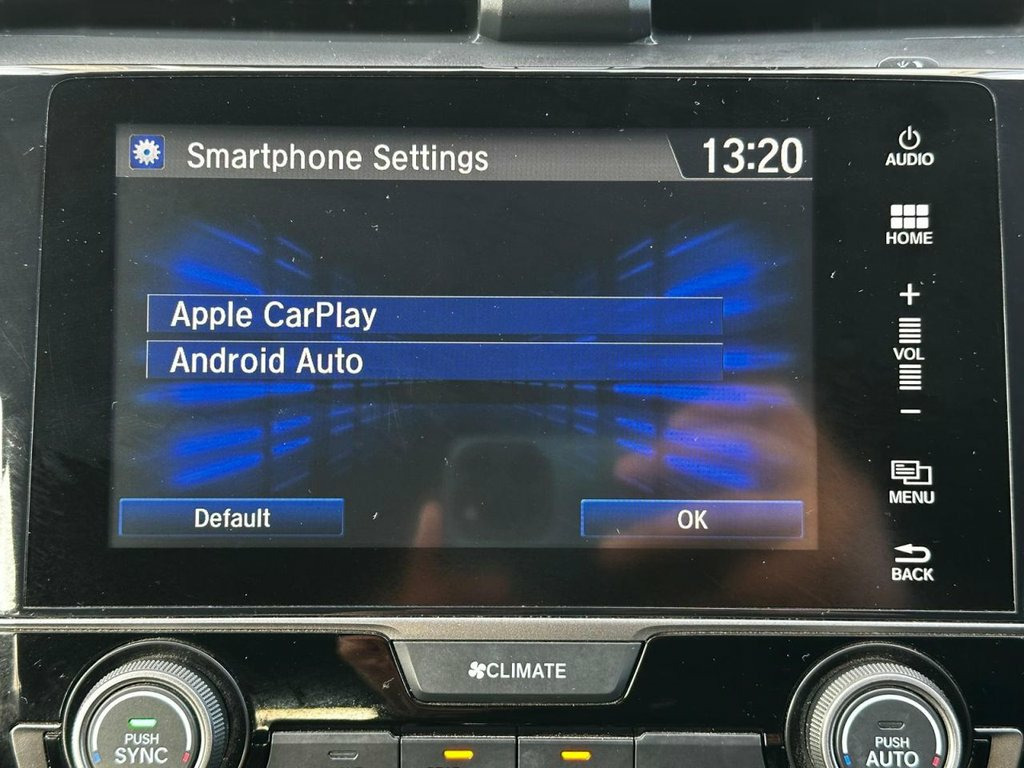 Smartphone Settings
13:20
AUDIO
HOME
Apple CarPlay
+
VOL
Android Auto
-
MENU
Default
OK
BACK
CLIMATE
PUSH
SYNC
PUSH
AUTO